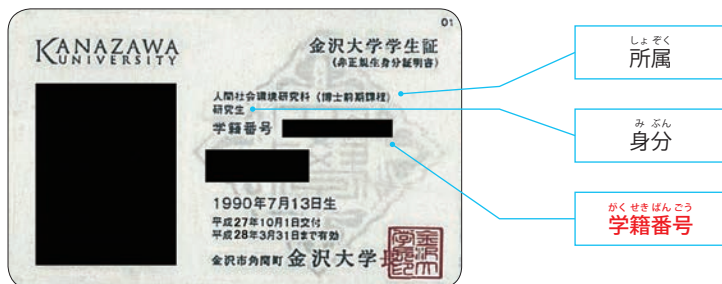 01
KANAZAWA
UNIVERSITY
金沢大学学生証
(非正規生身分証明書)
人間社会環境研究科（博士前期課程）
研究生
学籍番号
1990年7月13日生
平成27年10月1日交付
平成28年3月31日まで有効
金沢市角間町 金沢大学長
しょぞく
所属
みぶん
身分
がくせきばんごう
学籍番号